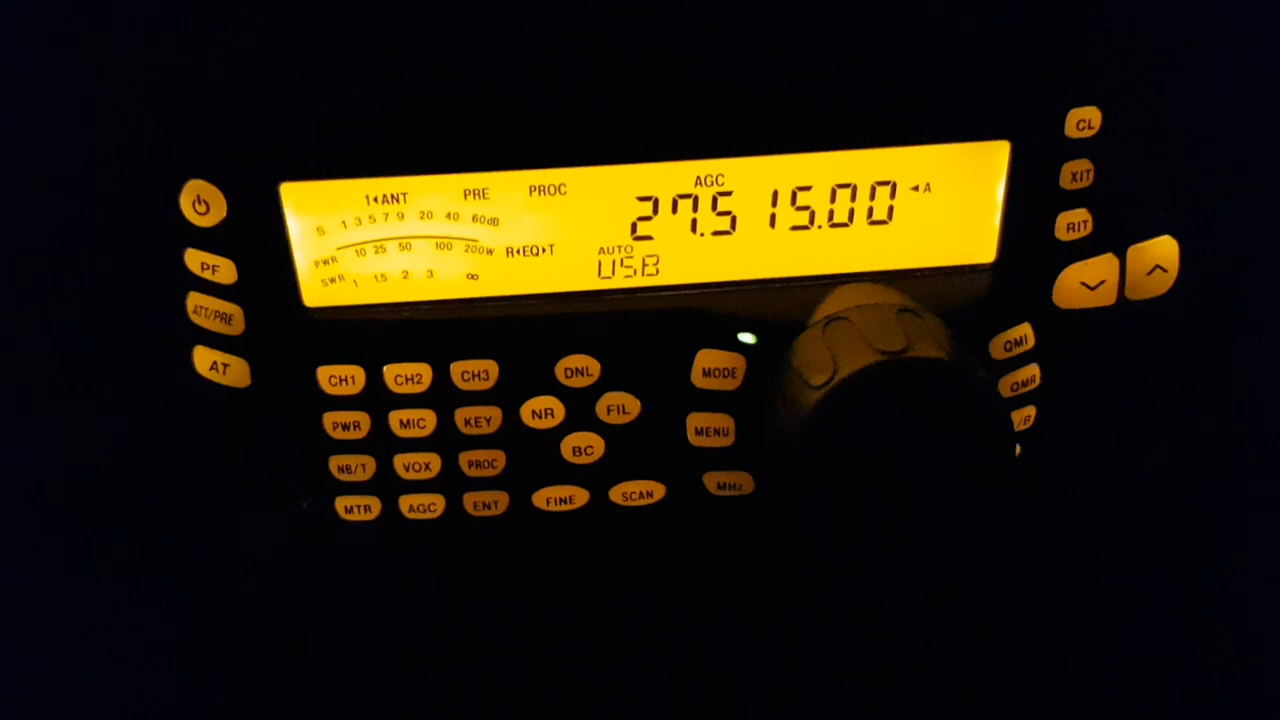 1◂ANT PRE PROC AGC
S 1 3 5 7 9 20 40 60dB
27.515.00 ◂A
PWR 10 25 50 100 200W R◂EQ▸T AUTO
SWR 1 1.5 2 3 ∞ USB
PF
ATT/PRE
AT
CL
XIT
RIT
CH1 CH2 CH3 DNL MODE QMI
PWR MIC KEY NR FIL MENU QMR
NB/T VOX PROC BC /B
MTR AGC ENT FINE SCAN MHz